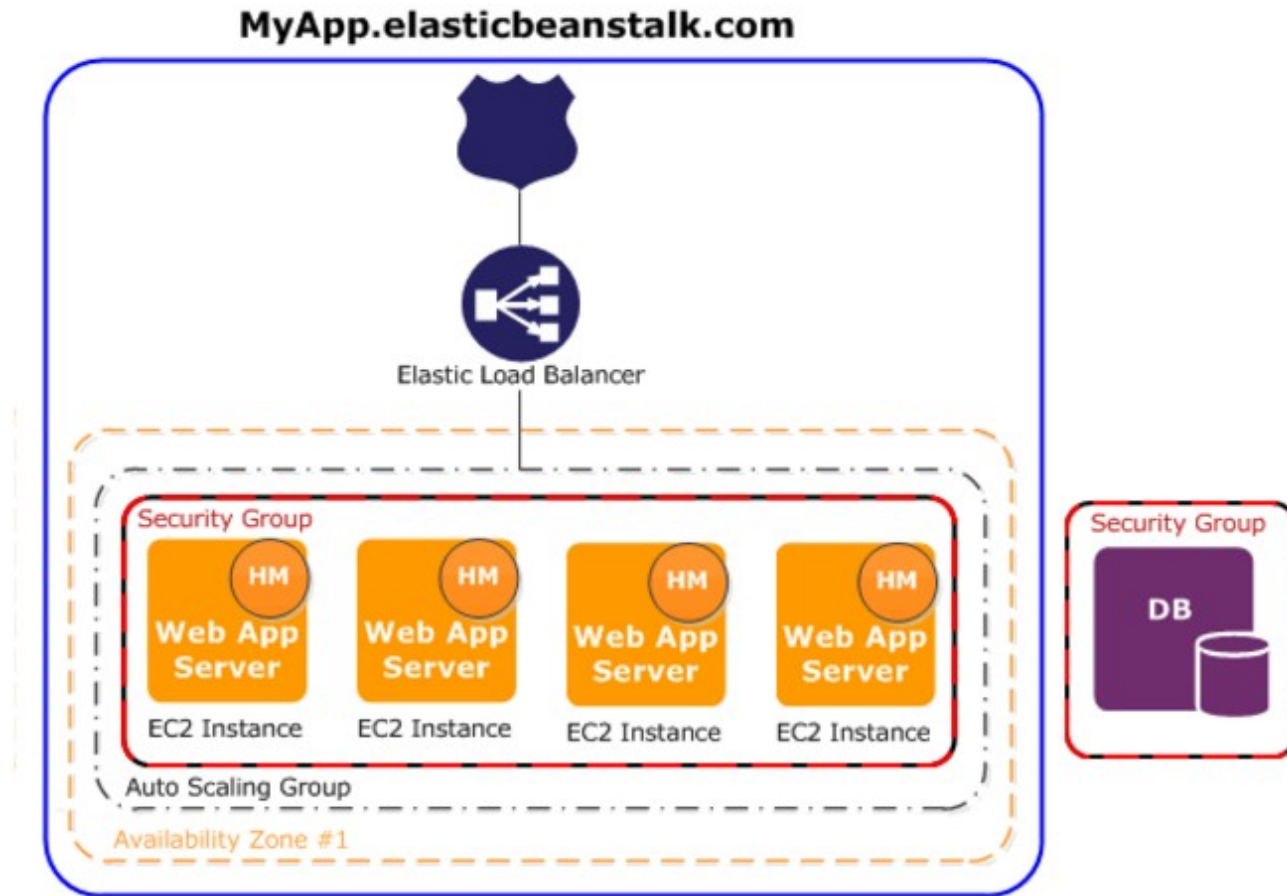 MyApp.elasticbeanstalk.com
Elastic Load Balancer
Security Group
HM
HM
HM
HM
Web App
Server
Web App
Server
Web App
Server
Web App
Server
EC2 Instance
EC2 Instance
EC2 Instance
EC2 Instance
Auto Scaling Group
Availability Zone #1
Security Group
DB